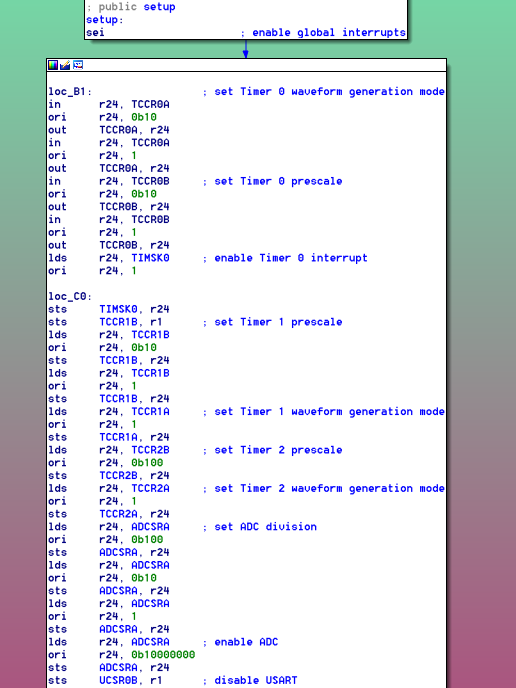 ; public setup
setup:
sei ; enable global interrupts
loc_B1: ; set Timer 0 waveform generation mode
in r24, TCCR0A
ori r24, 0b10
out TCCR0A, r24
in r24, TCCR0A
ori r24, 1
out TCCR0A, r24
in r24, TCCR0B ; set Timer 0 prescale
ori r24, 0b10
out TCCR0B, r24
in r24, TCCR0B
ori r24, 1
out TCCR0B, r24
lds r24, TIMSK0 ; enable Timer 0 interrupt
ori r24, 1
loc_C0:
sts TIMSK0, r24
sts TCCR1B, r1 ; set Timer 1 prescale
lds r24, TCCR1B
ori r24, 0b10
sts TCCR1B, r24
lds r24, TCCR1B
ori r24, 1
sts TCCR1B, r24
lds r24, TCCR1A ; set Timer 1 waveform generation mode
ori r24, 1
sts TCCR1A, r24
lds r24, TCCR2B ; set Timer 2 prescale
ori r24, 0b100
sts TCCR2B, r24
lds r24, TCCR2A ; set Timer 2 waveform generation mode
ori r24, 1
sts TCCR2A, r24
lds r24, ADCSRA ; set ADC division
ori r24, 0b100
sts ADCSRA, r24
lds r24, ADCSRA
ori r24, 0b10
sts ADCSRA, r24
lds r24, ADCSRA
ori r24, 1
sts ADCSRA, r24
lds r24, ADCSRA ; enable ADC
ori r24, 0b10000000
sts ADCSRA, r24
sts UCSR0B, r1 ; disable USART